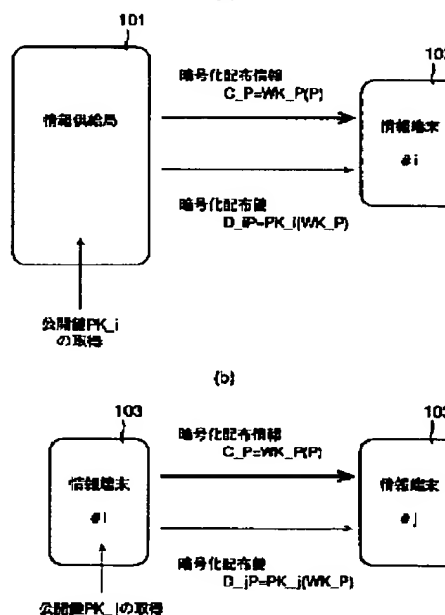 101
情報供給局
暗号化配布情報
C_P=WK_P(P)
情報端末
#i
暗号化配布鍵
D_iP=PK_i(WK_P)
公開鍵PK_i
の取得
(b)
103
暗号化配布情報
C_P=WK_P(P)
情報端末
#i
情報端末
#j
暗号化配布鍵
D_jP=PK_j(WK_P)
公開鍵PK_jの取得